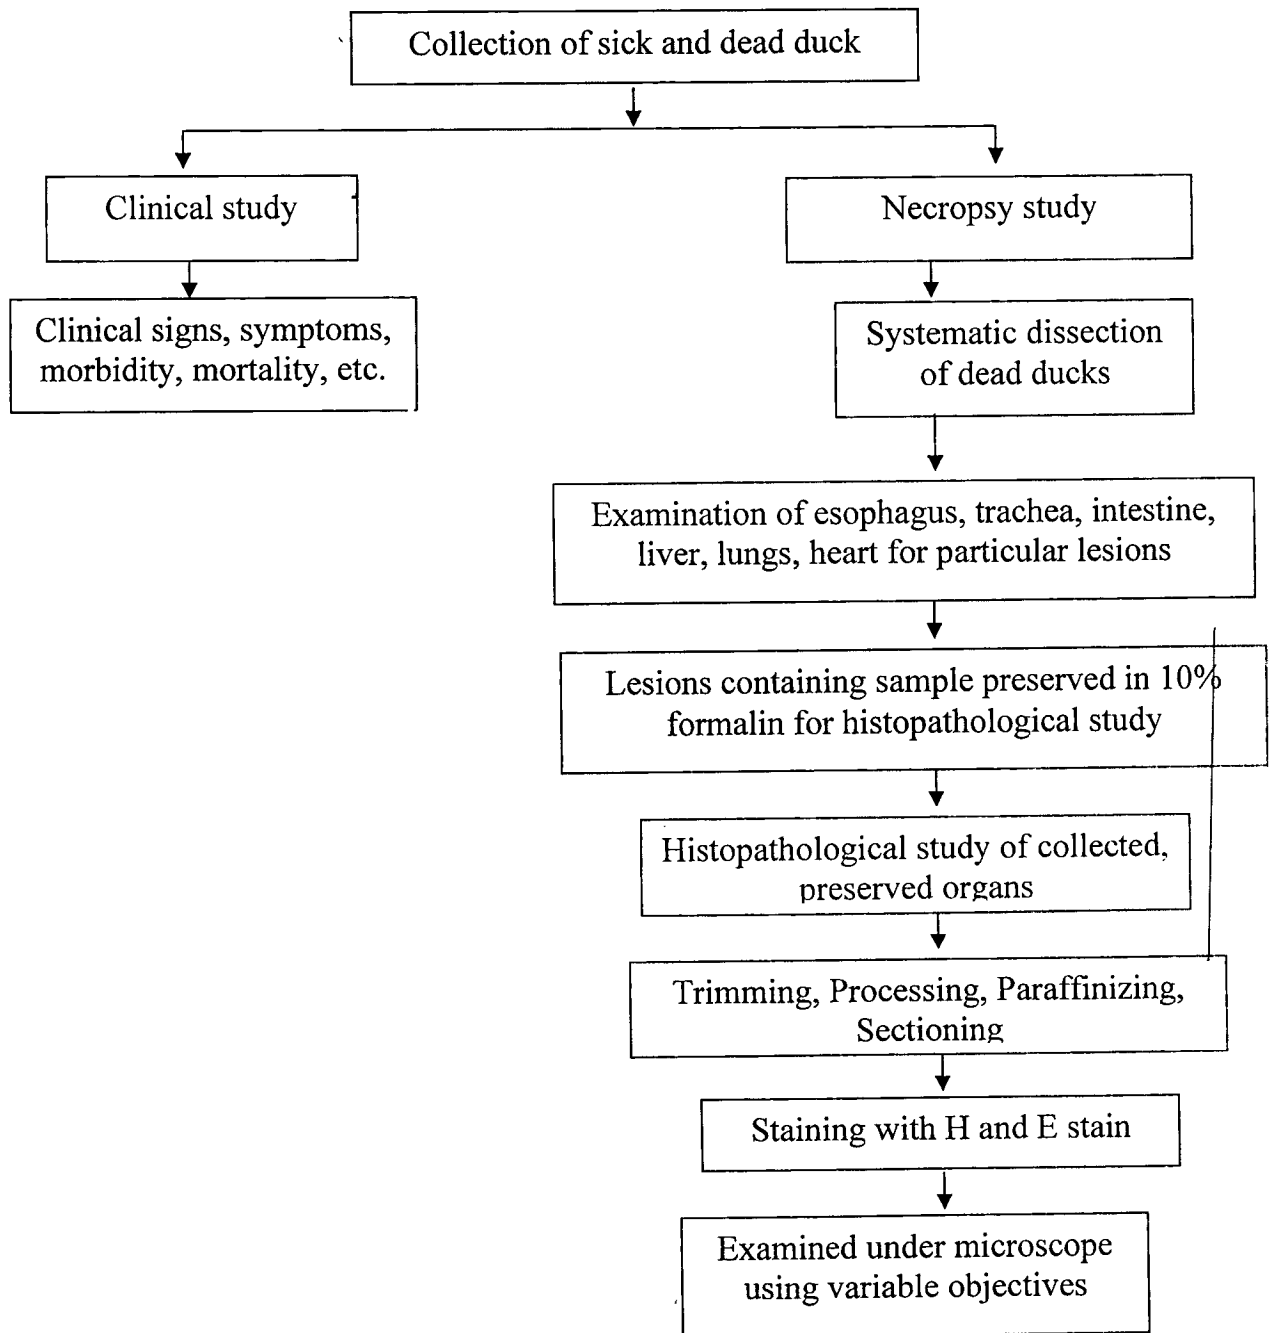 Collection of sick and dead duck
Clinical study
Necropsy study
Clinical signs, symptoms,
morbidity, mortality, etc.
Systematic dissection
of dead ducks
Examination of esophagus, trachea, intestine,
liver, lungs, heart for particular lesions
Lesions containing sample preserved in 10%
formalin for histopathological study
Histopathological study of collected,
preserved organs
Trimming, Processing, Paraffinizing,
Sectioning
Staining with H and E stain
Examined under microscope
using variable objectives